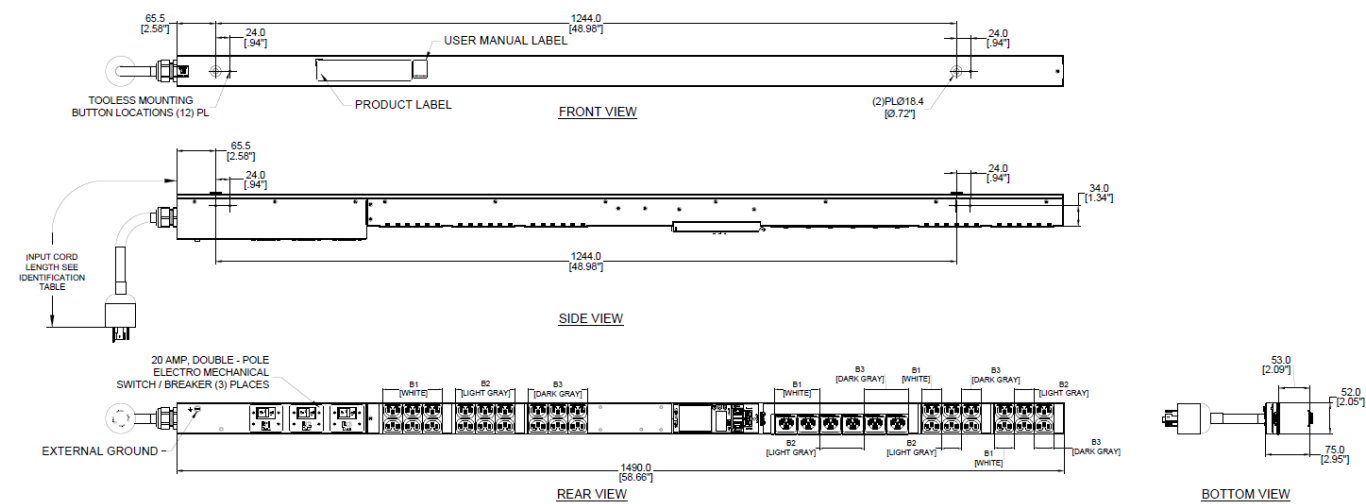 65.5
[2.58"]
1244.0
[48.98"]
24.0
[.94"]
24.0
[.94"]
USER MANUAL LABEL
TOOLESS MOUNTING
BUTTON LOCATIONS (12) PL
PRODUCT LABEL
(2)PLØ18.4
[Ø.72"]
FRONT VIEW
65.5
[2.58"]
24.0
[.94"]
24.0
[.94"]
34.0
[1.34"]
INPUT CORD
LENGTH SEE
IDENTIFICATION
TABLE
1244.0
[48.98"]
SIDE VIEW
20 AMP, DOUBLE - POLE
ELECTRO MECHANICAL
SWITCH / BREAKER (3) PLACES
B1
[WHITE]
B2
[LIGHT GRAY]
B3
[DARK GRAY]
B1
[WHITE]
B3
[DARK GRAY]
B1
[WHITE]
B3
[DARK GRAY]
B2
[LIGHT GRAY]
B2
[LIGHT GRAY]
B2
[LIGHT GRAY]
B1
[WHITE]
B3
[DARK GRAY]
EXTERNAL GROUND
1490.0
[58.66"]
REAR VIEW
53.0
[2.09"]
52.0
[2.05"]
75.0
[2.95"]
BOTTOM VIEW